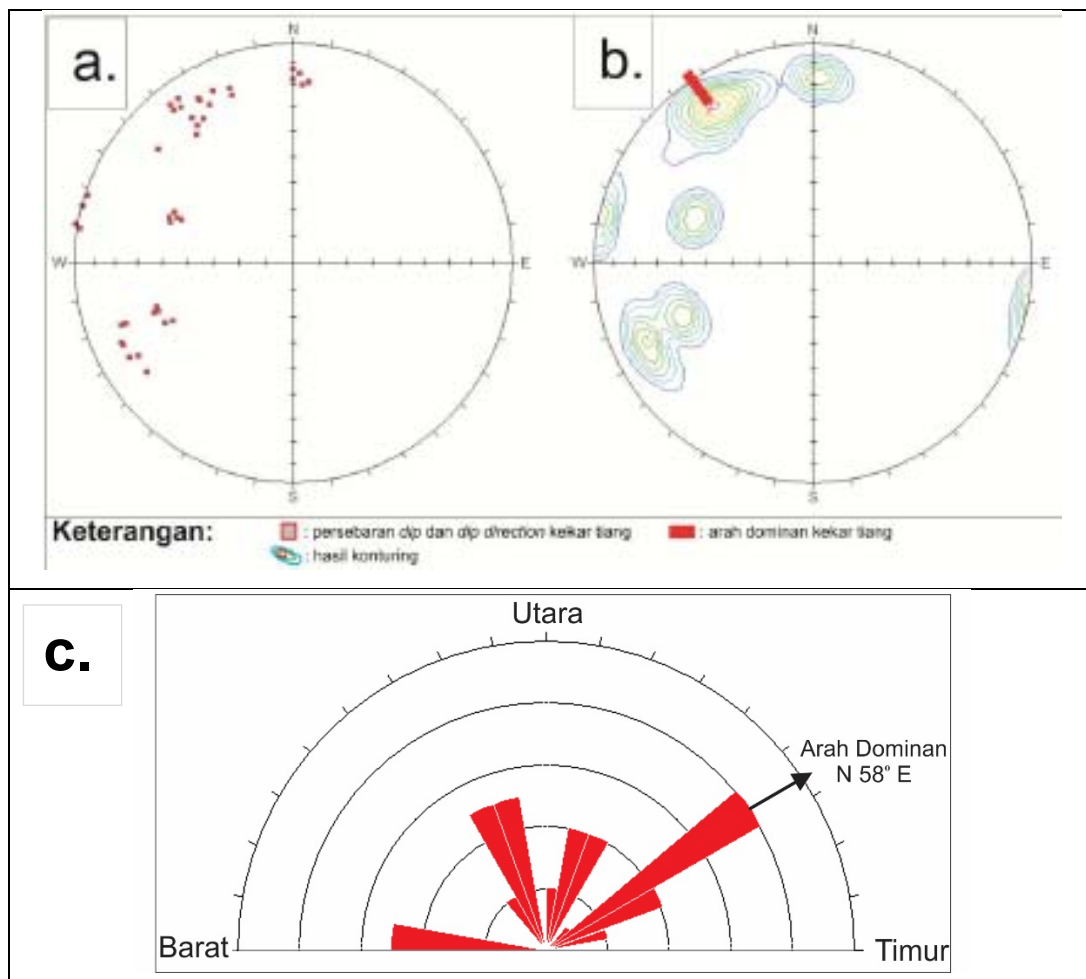 a.
N
W
E
S
b.
N
W
E
S
Keterangan:
: persebaran dip dan dip direction kekar tiang
: arah dominan kekar tiang
: hasil konturing
c.
Utara
Arah Dominan
N 58° E
Barat
Timur